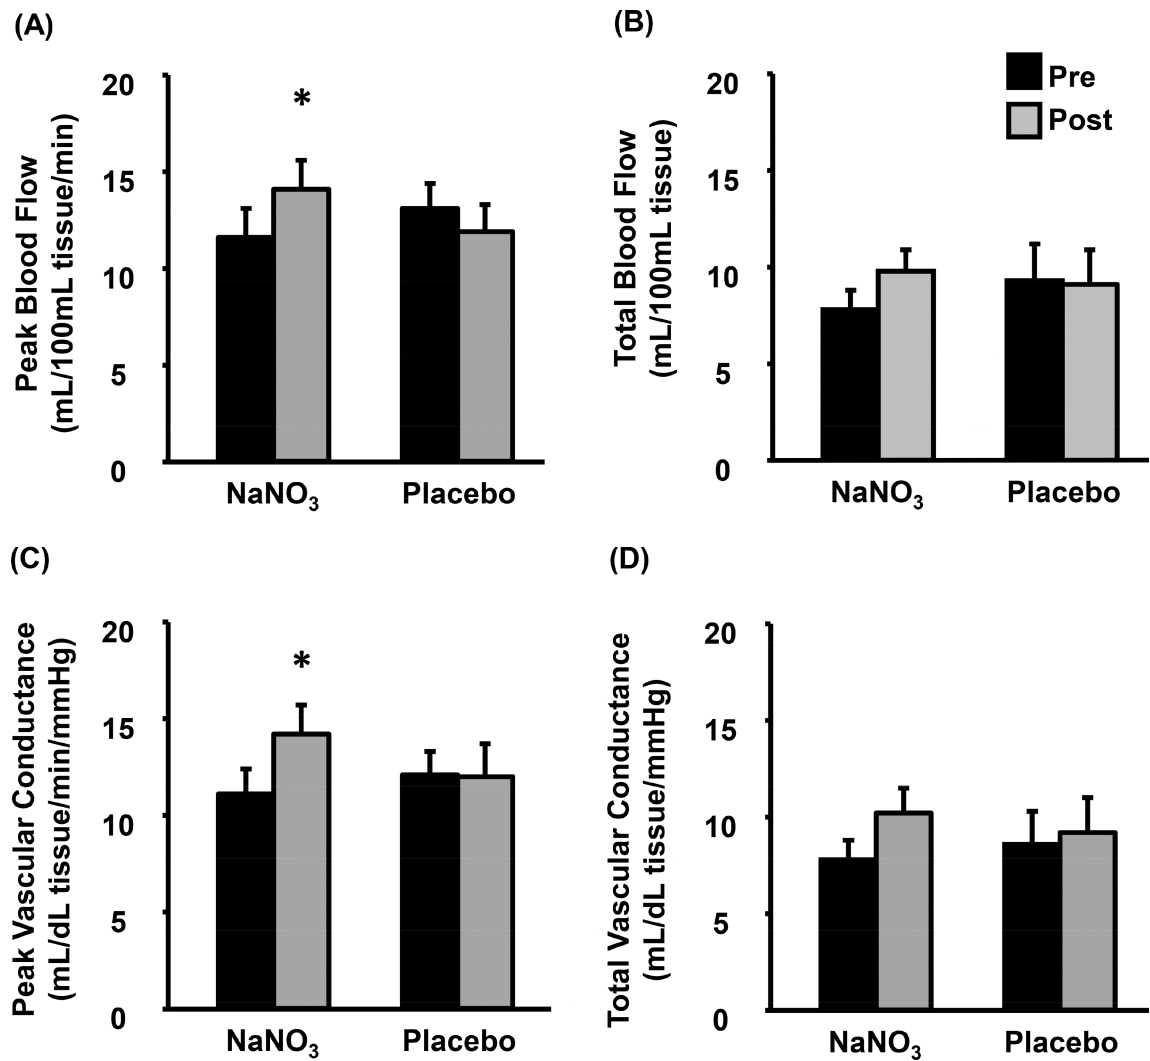 (A)
Peak Blood Flow
(mL/100mL tissue/min)
20
15
10
5
0
*
NaNO₃ Placebo
(B)
Total Blood Flow
(mL/100mL tissue)
20
15
10
5
0
Pre
Post
NaNO₃ Placebo
(C)
Peak Vascular Conductance
(mL/dL tissue/min/mmHg)
20
15
10
5
0
*
NaNO₃ Placebo
(D)
Total Vascular Conductance
(mL/dL tissue/mmHg)
20
15
10
5
0
NaNO₃ Placebo